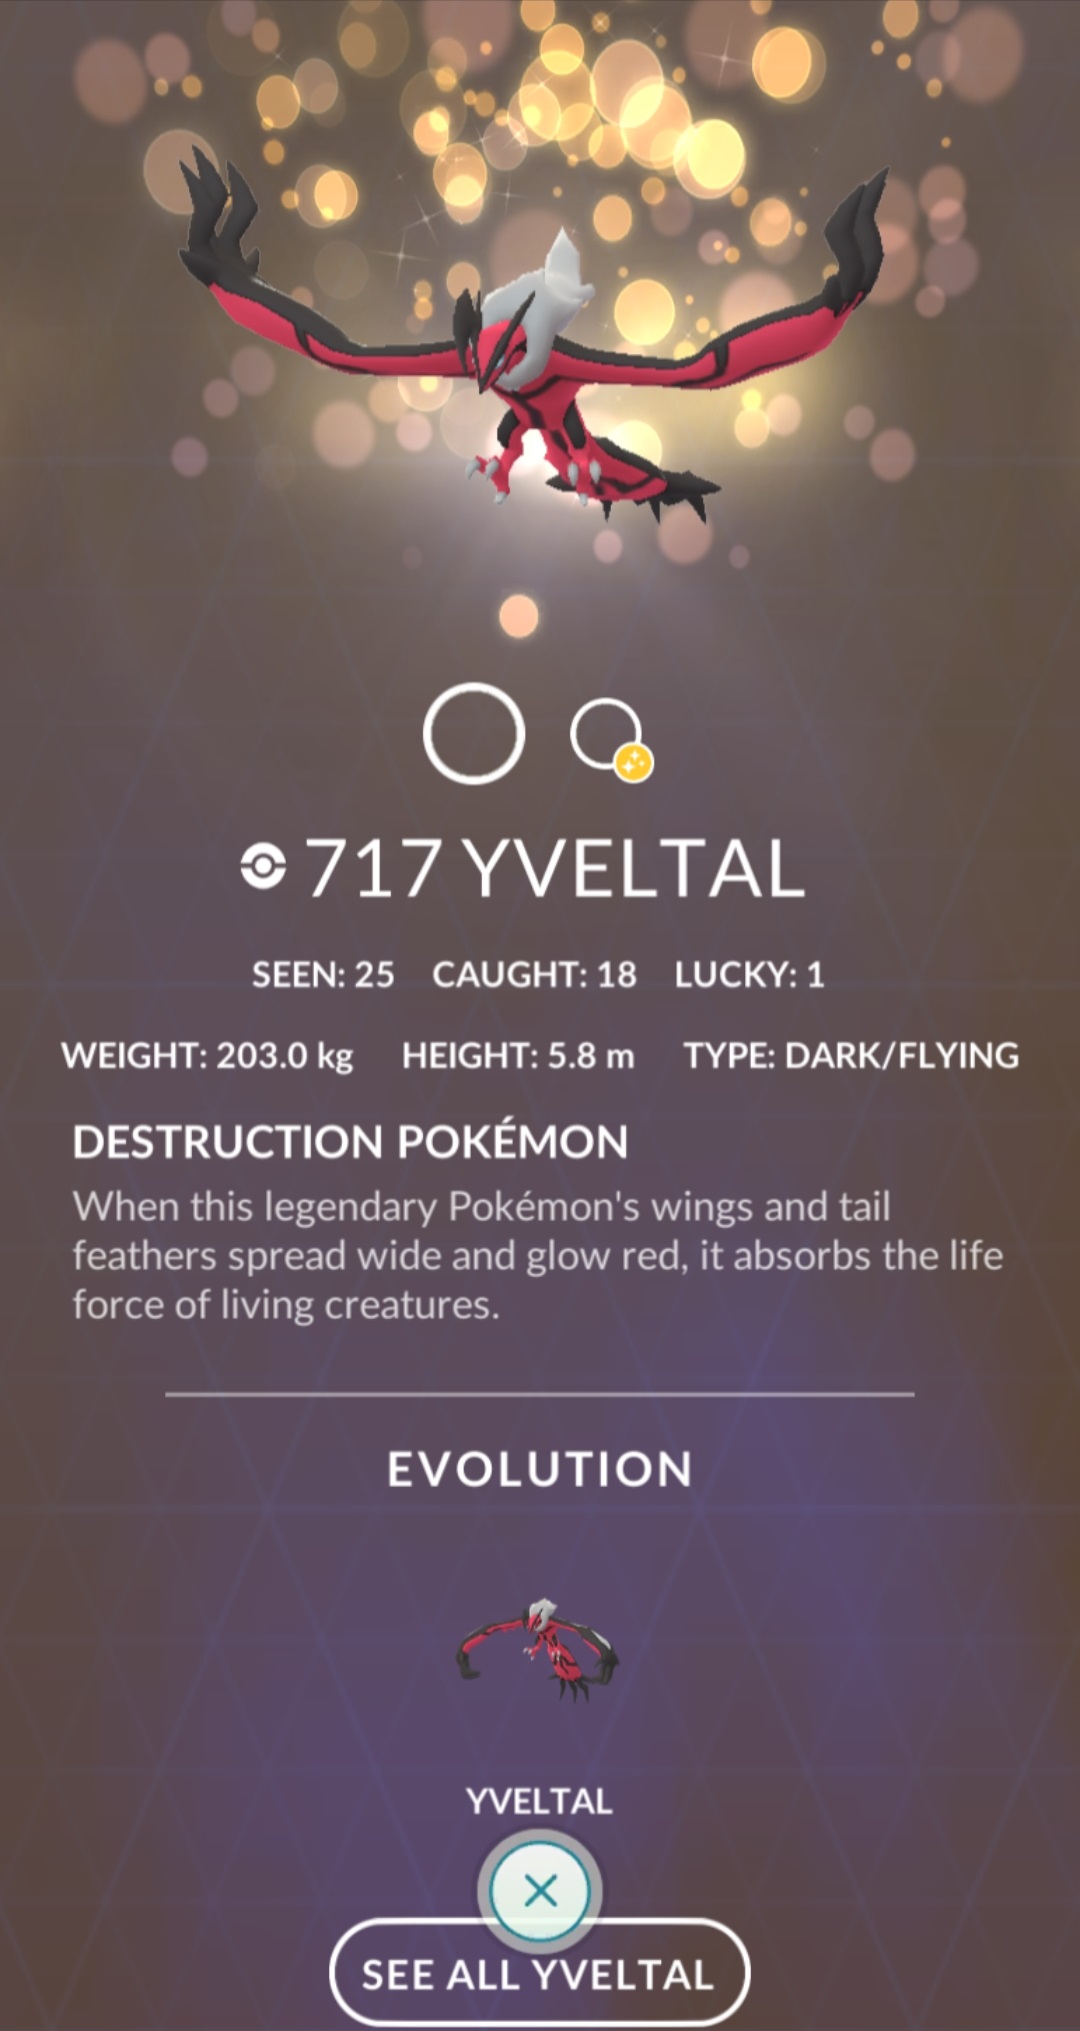 717 YVELTAL
SEEN: 25 CAUGHT: 18 LUCKY: 1
WEIGHT: 203.0 kg HEIGHT: 5.8 m TYPE: DARK/FLYING
DESTRUCTION POKÉMON
When this legendary Pokémon's wings and tail
feathers spread wide and glow red, it absorbs the life
force of living creatures.
EVOLUTION
YVELTAL
SEE ALL YVELTAL